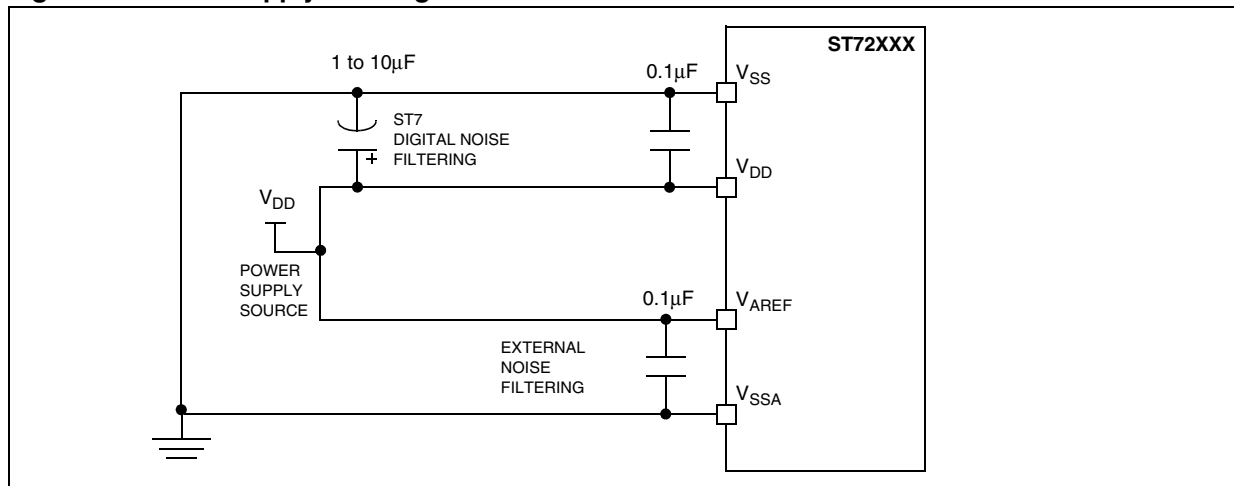 ST72XXX
1 to 10μF
0.1μF
VSS
ST7
DIGITAL NOISE
FILTERING
+
VDD
VDD
POWER
SUPPLY
SOURCE
0.1μF
VAREF
EXTERNAL
NOISE
FILTERING
VSSA